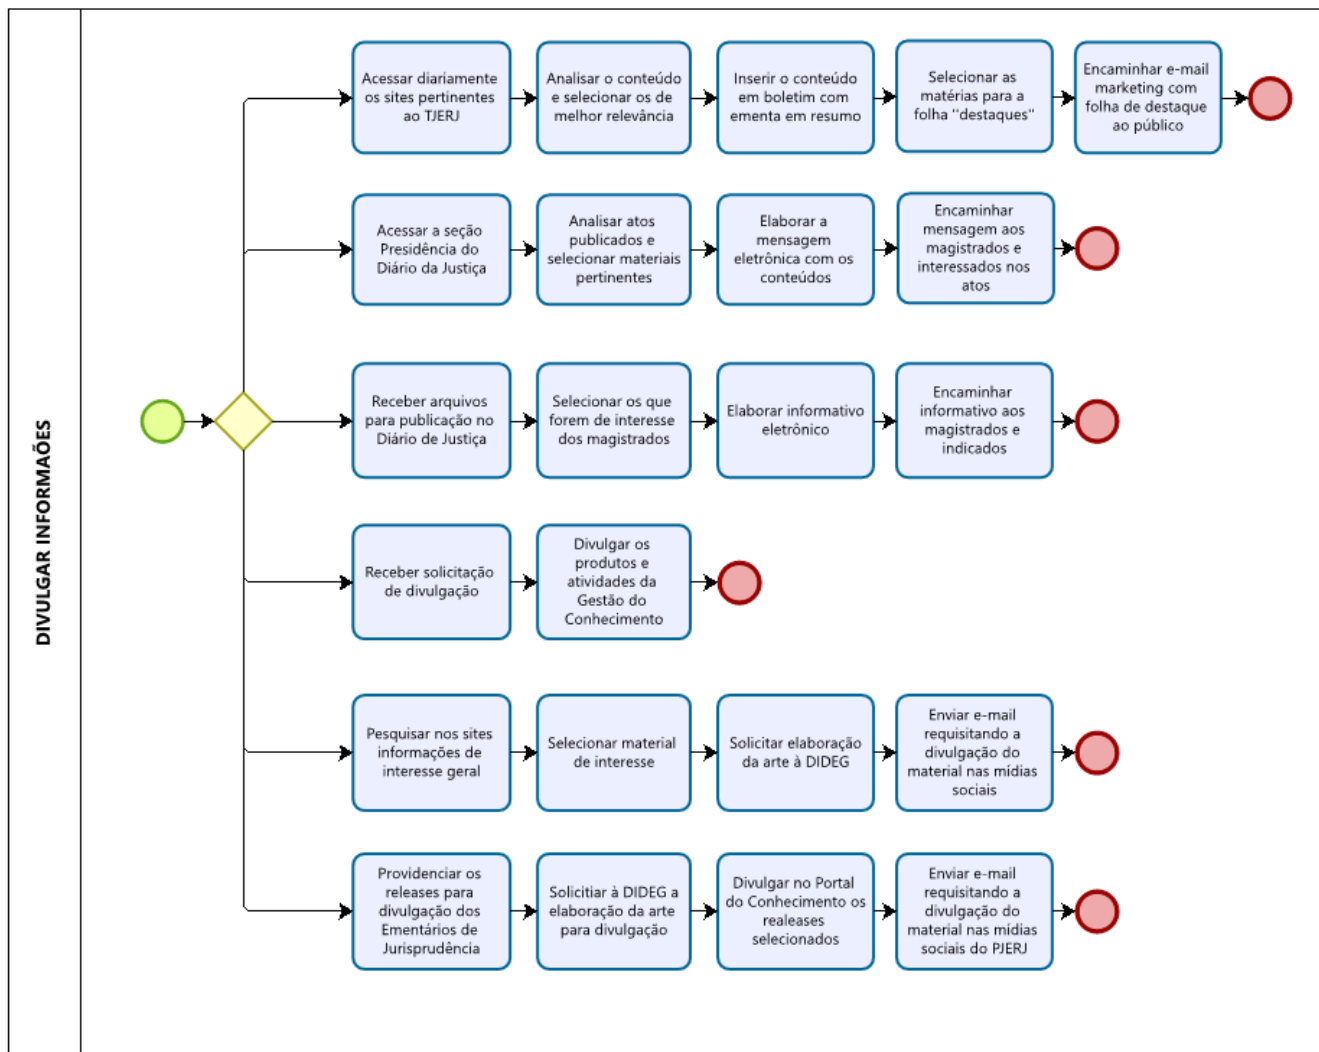 DIVULGAR INFORMAÕES
Acessar diariamente
os sites pertinentes
ao TJERJ
Analisar o conteúdo
e selecionar os de
melhor relevância
Inserir o conteúdo
em boletim com
ementa em resumo
Selecionar as
matérias para a
folha "destaques"
Encaminhar e-mail
marketing com
folha de destaque
ao público
Acessar a seção
Presidência do
Diário da Justiça
Analisar atos
publicados e
selecionar materiais
pertinentes
Elaborar a
mensagem
eletrônica com os
conteúdos
Encaminhar
mensagem aos
magistrados e
interessados nos
atos
Receber arquivos
para publicação no
Diário de Justiça
Selecionar os que
forem de interesse
dos magistrados
Elaborar informativo
eletrônico
Encaminhar
informativo aos
magistrados e
indicados
Receber solicitação
de divulgação
Divulgar os
produtos e
atividades da
Gestão do
Conhecimento
Pesquisar nos sites
informações de
interesse geral
Selecionar material
de interesse
Solicitar elaboração
da arte à DIDEG
Enviar e-mail
requisitando a
divulgação do
material nas mídias
sociais
Providenciar os
releases para
divulgação dos
Ementários de
Jurisprudência
Solicitiar à DIDEG a
elaboração da arte
para divulgação
Divulgar no Portal
do Conhecimento os
realeases
selecionados
Enviar e-mail
requisitando a
divulgação do
material nas mídias
sociais do PJERJ